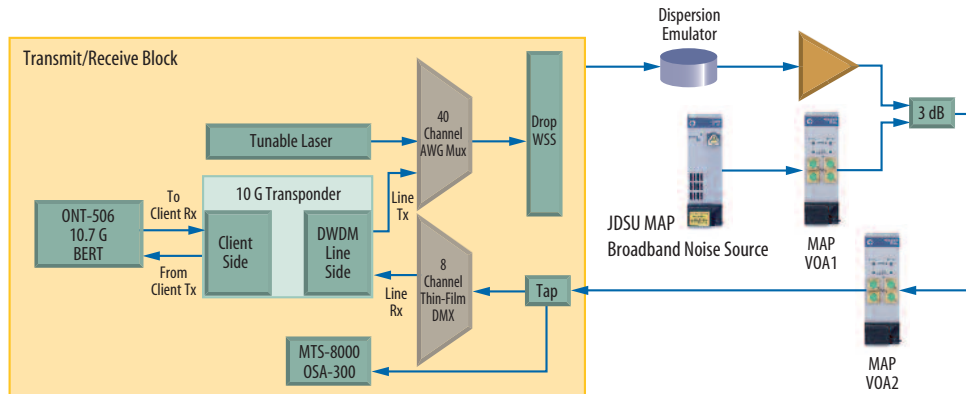 Transmit/Receive Block
Dispersion
Emulator
Tunable Laser
40
Channel
AWG Mux
Drop
WSS
3 dB
10 G Transponder
To
Client Rx
Line
Tx
ONT-506
10.7 G
BERT
Client
Side
DWDM
Line
Side
From
Client Tx
Line
Rx
8
Channel
Thin-Film
DMX
Tap
JDSU MAP
Broadband Noise Source
MAP
VOA1
MTS-8000
OSA-300
MAP
VOA2